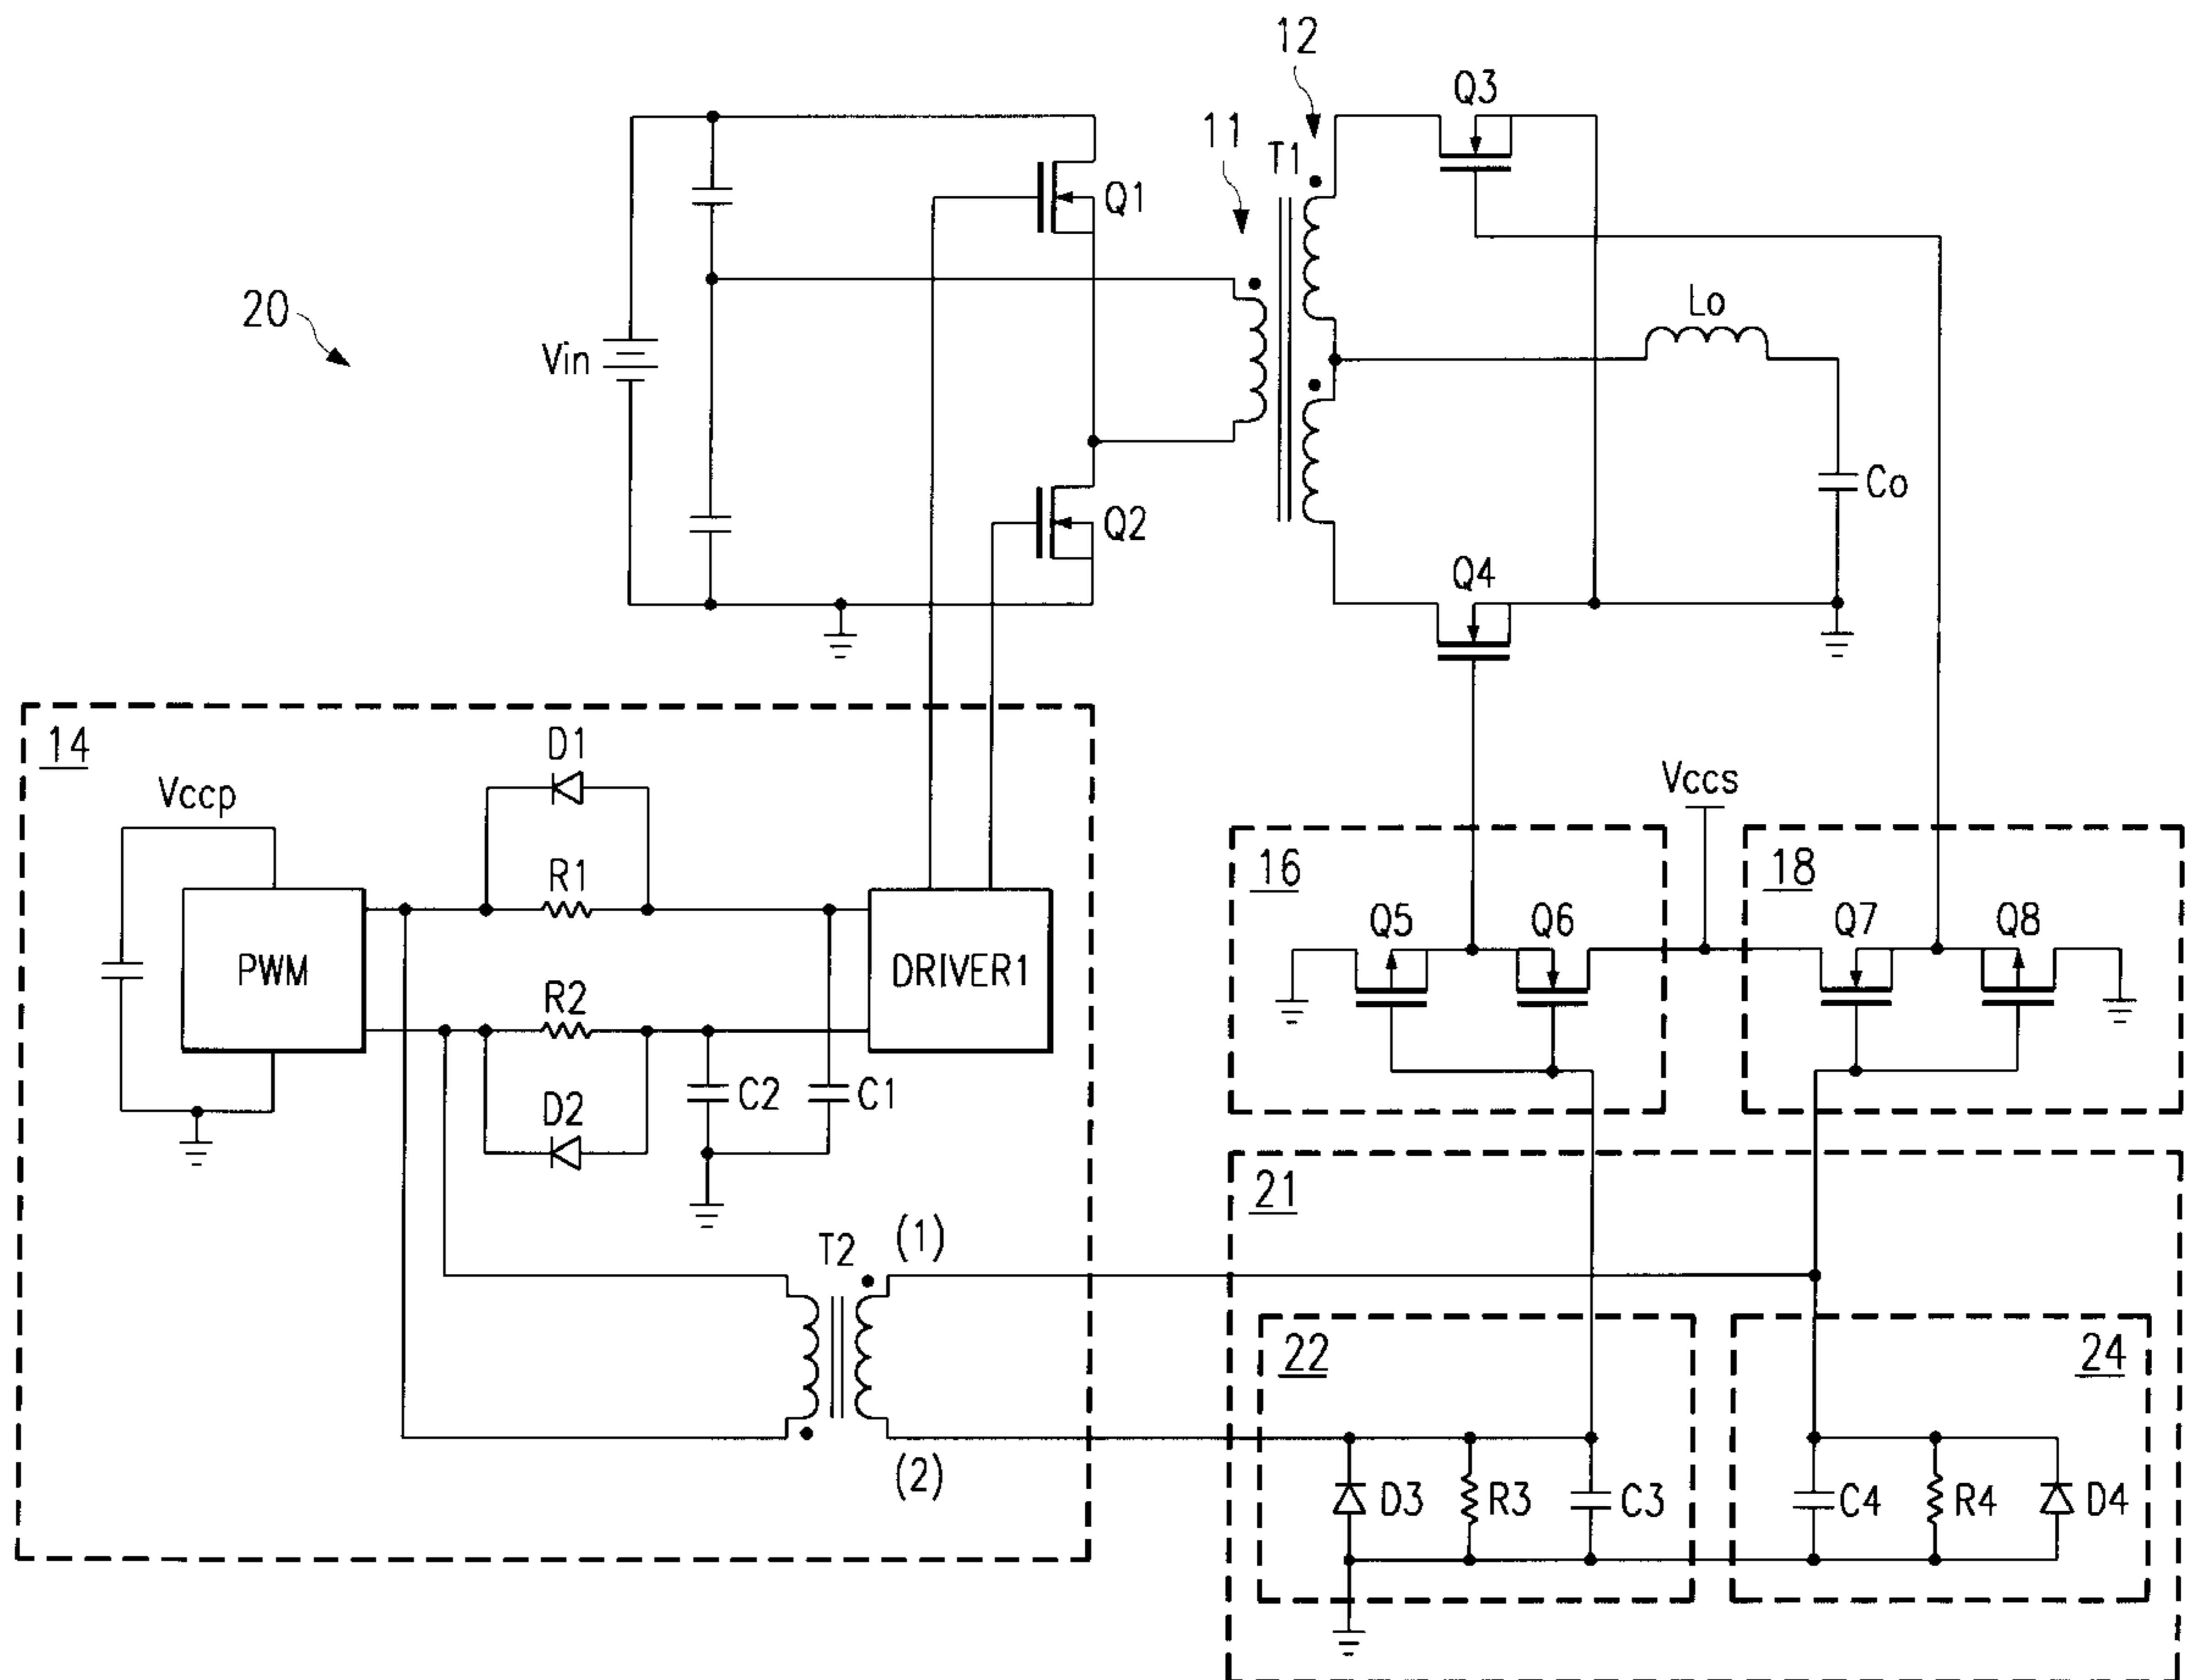 12
Q3
11
T1
Q1
20
Lo
Vin
Co
Q2
Q4
14
D1
Vccp
Vccs
R1
16
18
Q5
Q6
Q7
Q8
PWM
DRIVER1
R2
C2
C1
D2
21
T2
(1)
22
24
(2)
D3
R3
C3
C4
R4
D4